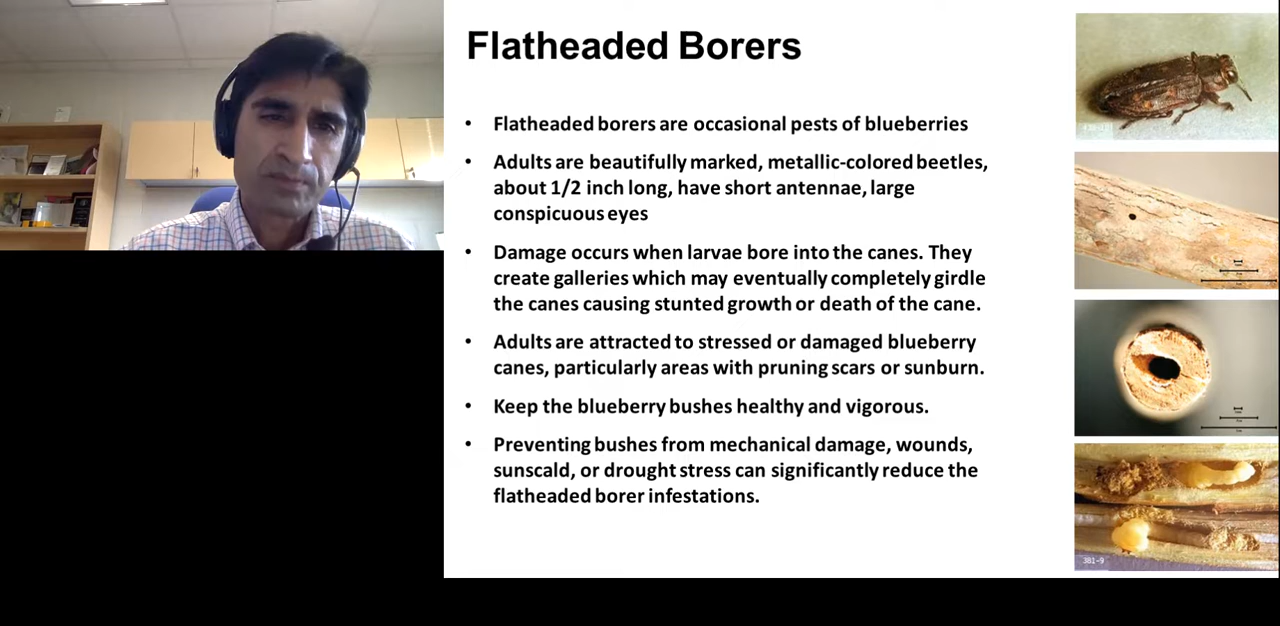 Flatheaded Borers
• Flatheaded borers are occasional pests of blueberries
• Adults are beautifully marked, metallic-colored beetles,
about 1/2 inch long, have short antennae, large
conspicuous eyes
• Damage occurs when larvae bore into the canes. They
create galleries which may eventually completely girdle
the canes causing stunted growth or death of the cane.
• Adults are attracted to stressed or damaged blueberry
canes, particularly areas with pruning scars or sunburn.
• Keep the blueberry bushes healthy and vigorous.
• Preventing bushes from mechanical damage, wounds,
sunscald, or drought stress can significantly reduce the
flatheaded borer infestations.
381-9